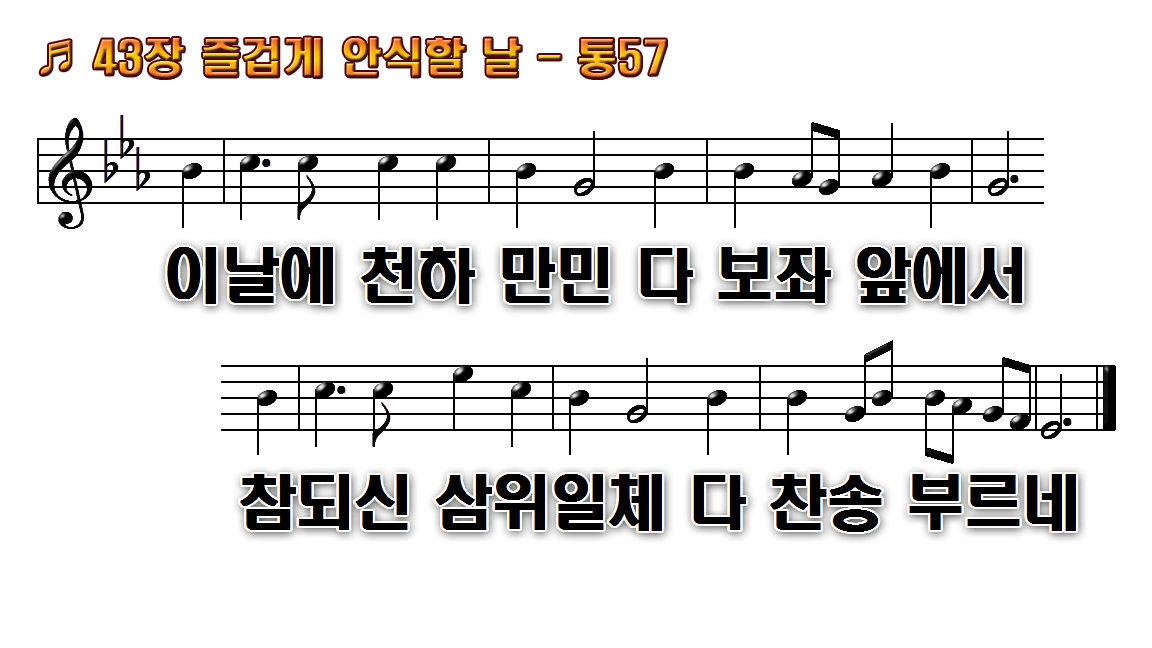 43장 즐겁게 안식할 날 - 통57
이날에 천하 만민 다 보좌 앞에서
참되신 삼위일체 다 찬송 부르네